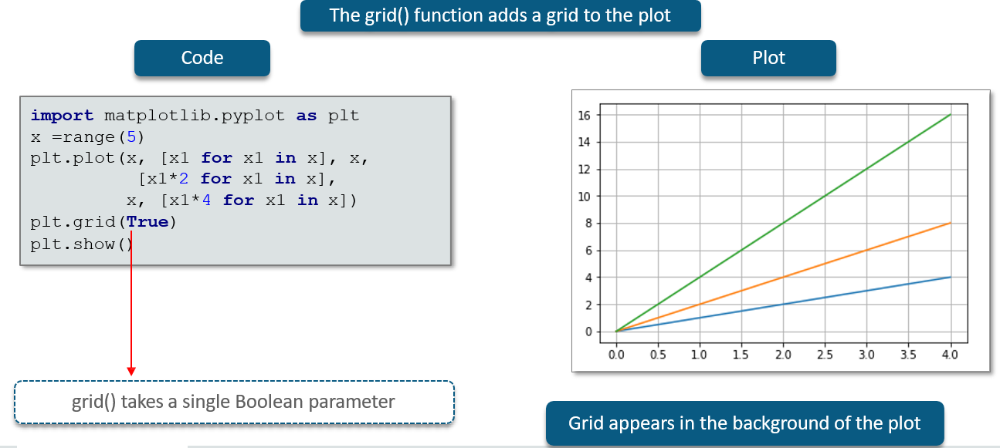 The grid() function adds a grid to the plot
Code
import matplotlib.pyplot as plt
x =range(5)
plt.plot(x, [x1 for x1 in x], x,
[x1*2 for x1 in x],
x, [x1*4 for x1 in x])
plt.grid(True)
plt.show()
grid() takes a single Boolean parameter
Plot
16
14
12
10
8
6
4
2
0
0.0 0.5 1.0 1.5 2.0 2.5 3.0 3.5 4.0
Grid appears in the background of the plot